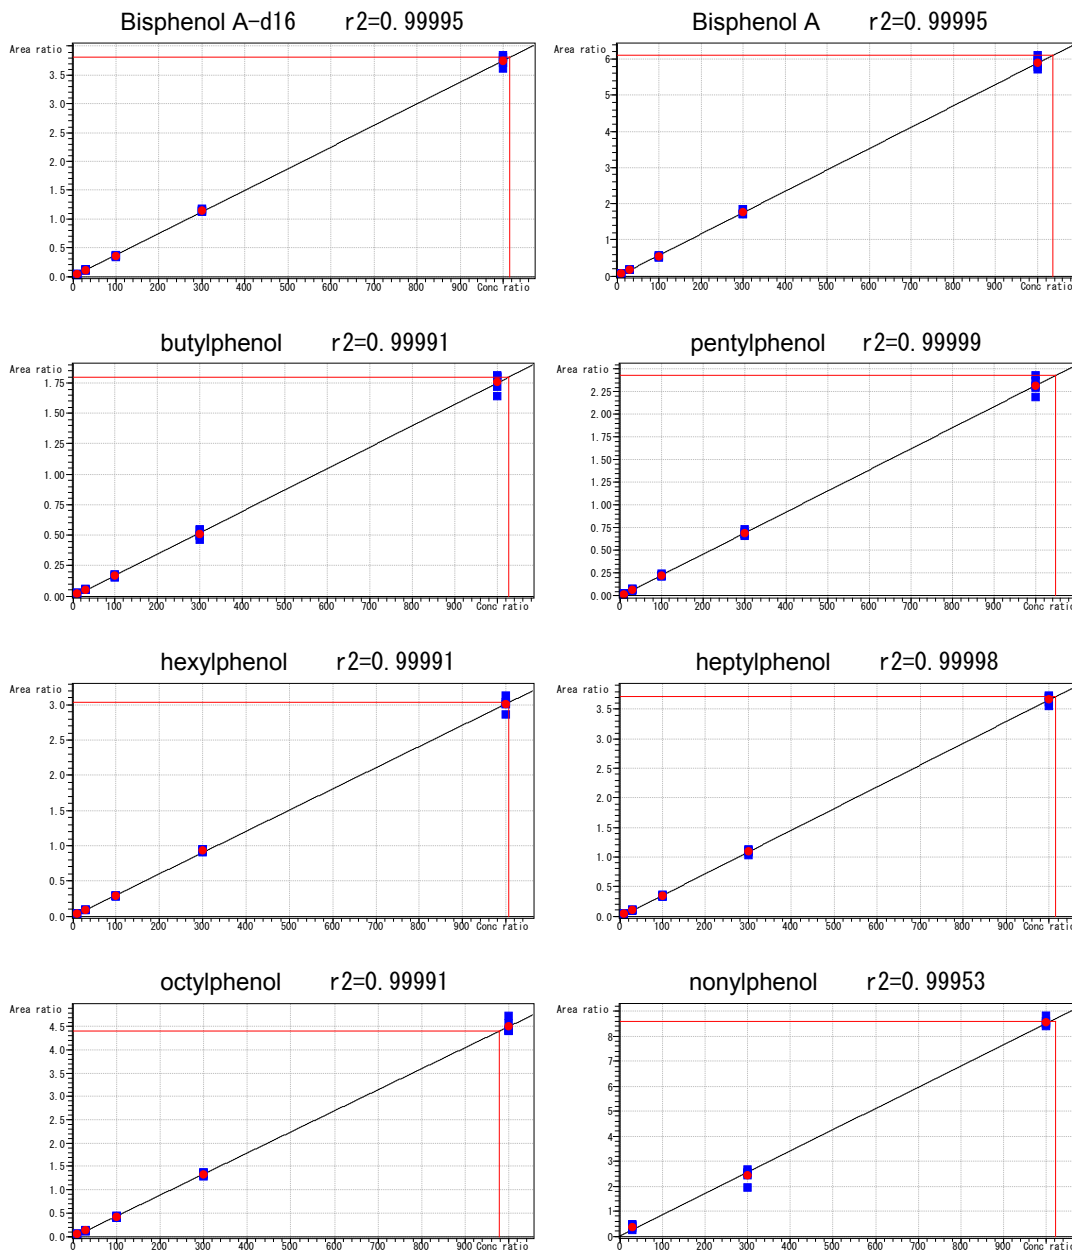 Bisphenol A-d16 r2=0.99995
Area ratio
3.5
3.0
2.5
2.0
1.5
1.0
0.5
0.0
0 100 200 300 400 500 600 700 800 900 Conc ratio
Bisphenol A r2=0.99995
Area ratio
6
5
4
3
2
1
0
0 100 200 300 400 500 600 700 800 900 Conc ratio
butylphenol r2=0.99991
Area ratio
1.75
1.50
1.25
1.00
0.75
0.50
0.25
0.00
0 100 200 300 400 500 600 700 800 900 Conc ratio
pentylphenol r2=0.99999
Area ratio
2.25
2.00
1.75
1.50
1.25
1.00
0.75
0.50
0.25
0.00
0 100 200 300 400 500 600 700 800 900 Conc ratio
hexylphenol r2=0.99991
Area ratio
3.0
2.5
2.0
1.5
1.0
0.5
0.0
0 100 200 300 400 500 600 700 800 900 Conc ratio
heptylphenol r2=0.99998
Area ratio
3.5
3.0
2.5
2.0
1.5
1.0
0.5
0.0
0 100 200 300 400 500 600 700 800 900 Conc ratio
octylphenol r2=0.99991
Area ratio
4.5
4.0
3.5
3.0
2.5
2.0
1.5
1.0
0.5
0.0
0 100 200 300 400 500 600 700 800 900 Conc ratio
nonylphenol r2=0.99953
Area ratio
8
7
6
5
4
3
2
1
0
0 100 200 300 400 500 600 700 800 900 Conc ratio